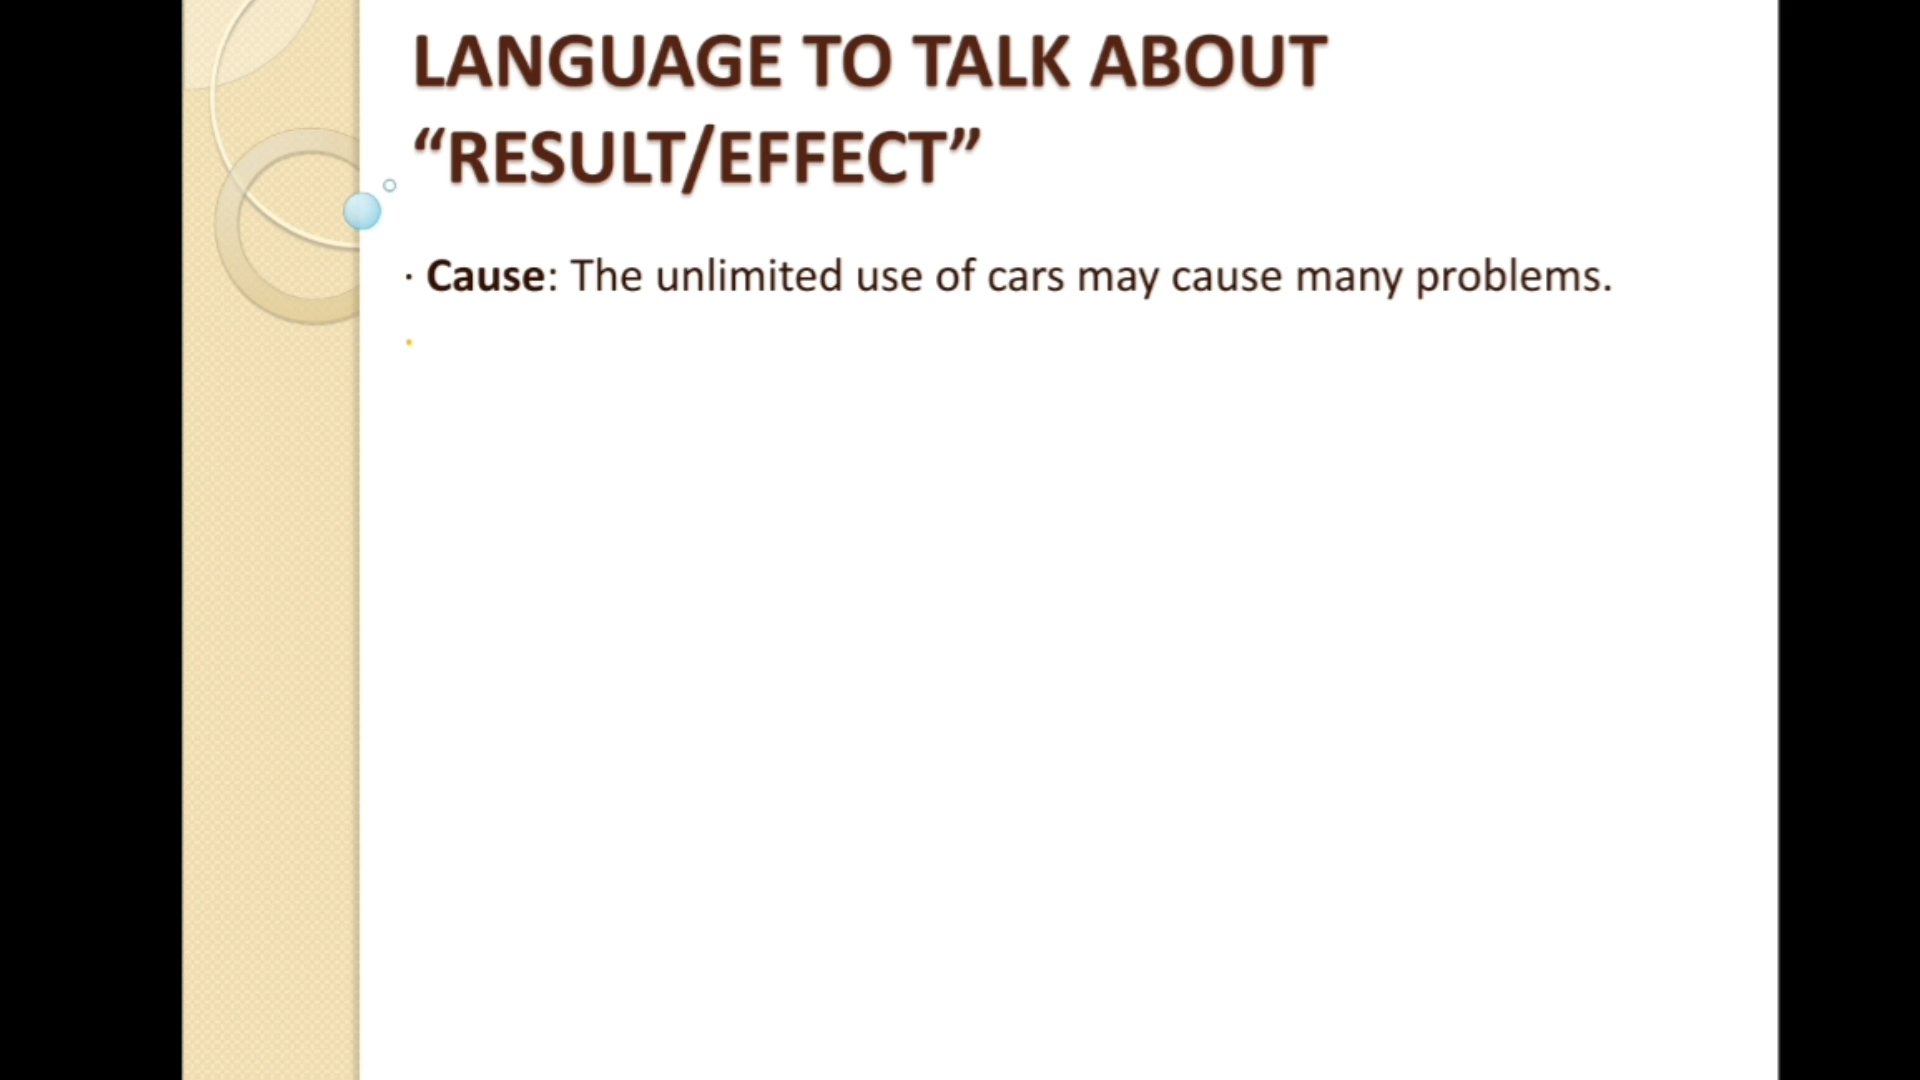 LANGUAGE TO TALK ABOUT
“RESULT/EFFECT”
· Cause: The unlimited use of cars may cause many problems.